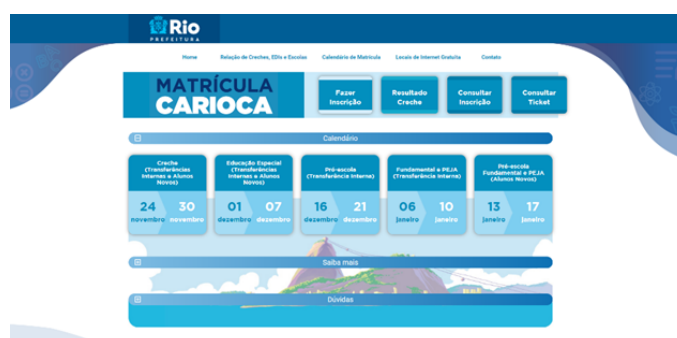 Rio
PREFEITURA
Home
Relação de Creches, EDIs e Escolas
Calendário de Matrícula
Locais de Internet Gratuita
Contato
MATRÍCULA
CARIOCA
Fazer
Inscrição
Resultado
Creche
Consultar
Inscrição
Consultar
Ticket
Calendário
Creche
(Transferências
Internas e Alunos
Novos)
24
novembro
30
novembro
Educação Especial
(Transferências
Internas e Alunos
Novos)
01
dezembro
07
dezembro
Pré-escola
(Transferência Interna)
16
dezembro
21
dezembro
Fundamental e PEJA
(Transferência Interna)
06
janeiro
10
janeiro
Pré-escola
Fundamental e PEJA
(Alunos Novos)
13
janeiro
17
janeiro
Saiba mais
Dúvidas